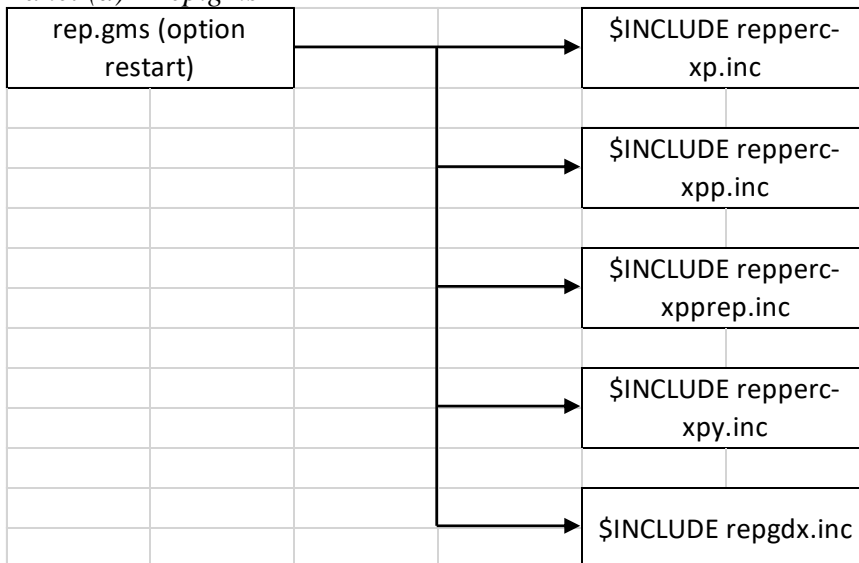 rep.gms (option
restart)
$INCLUDE repperc-
xp.inc
$INCLUDE repperc-
xpp.inc
$INCLUDE repperc-
xpprep.inc
$INCLUDE repperc-
xpy.inc
$INCLUDE repgdx.inc